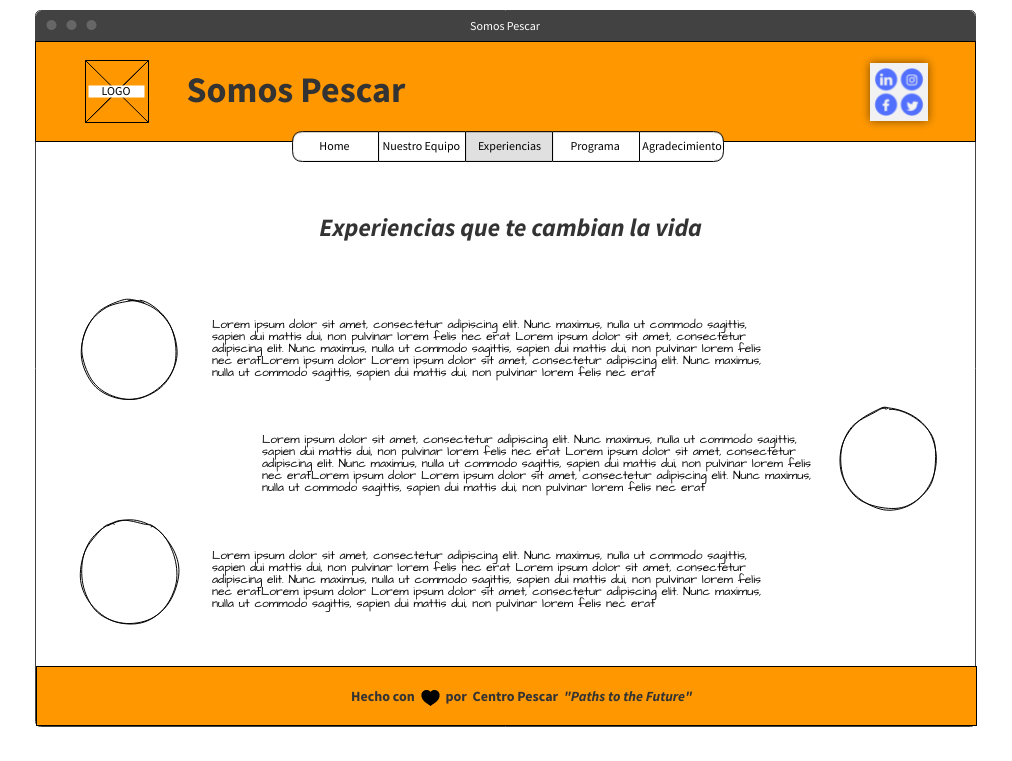 Somos Pescar
LOGO
Somos Pescar
in
f
Home
Nuestro Equipo
Experiencias
Programa
Agradecimiento
Experiencias que te cambian la vida
Lorem ipsum dolor sit amet, consectetur adipiscing elit. Nunc maximus, nulla ut commodo sagittis,
sapien dui mattis dui, non pulvinar lorem felis nec erat Lorem ipsum dolor sit amet, consectetur
adipiscing elit. Nunc maximus, nulla ut commodo sagittis, sapien dui mattis dui, non pulvinar lorem felis
nec eratLorem ipsum dolor Lorem ipsum dolor sit amet, consectetur adipiscing elit. Nunc maximus,
nulla ut commodo sagittis, sapien dui mattis dui, non pulvinar lorem felis nec erat
Lorem ipsum dolor sit amet, consectetur adipiscing elit. Nunc maximus, nulla ut commodo sagittis,
sapien dui mattis dui, non pulvinar lorem felis nec erat Lorem ipsum dolor sit amet, consectetur
adipiscing elit. Nunc maximus, nulla ut commodo sagittis, sapien dui mattis dui, non pulvinar lorem felis
nec eratLorem ipsum dolor Lorem ipsum dolor sit amet, consectetur adipiscing elit. Nunc maximus,
nulla ut commodo sagittis, sapien dui mattis dui, non pulvinar lorem felis nec erat
Lorem ipsum dolor sit amet, consectetur adipiscing elit. Nunc maximus, nulla ut commodo sagittis,
sapien dui mattis dui, non pulvinar lorem felis nec erat Lorem ipsum dolor sit amet, consectetur
adipiscing elit. Nunc maximus, nulla ut commodo sagittis, sapien dui mattis dui, non pulvinar lorem felis
nec eratLorem ipsum dolor Lorem ipsum dolor sit amet, consectetur adipiscing elit. Nunc maximus,
nulla ut commodo sagittis, sapien dui mattis dui, non pulvinar lorem felis nec erat
Hecho con por Centro Pescar "Paths to the Future"